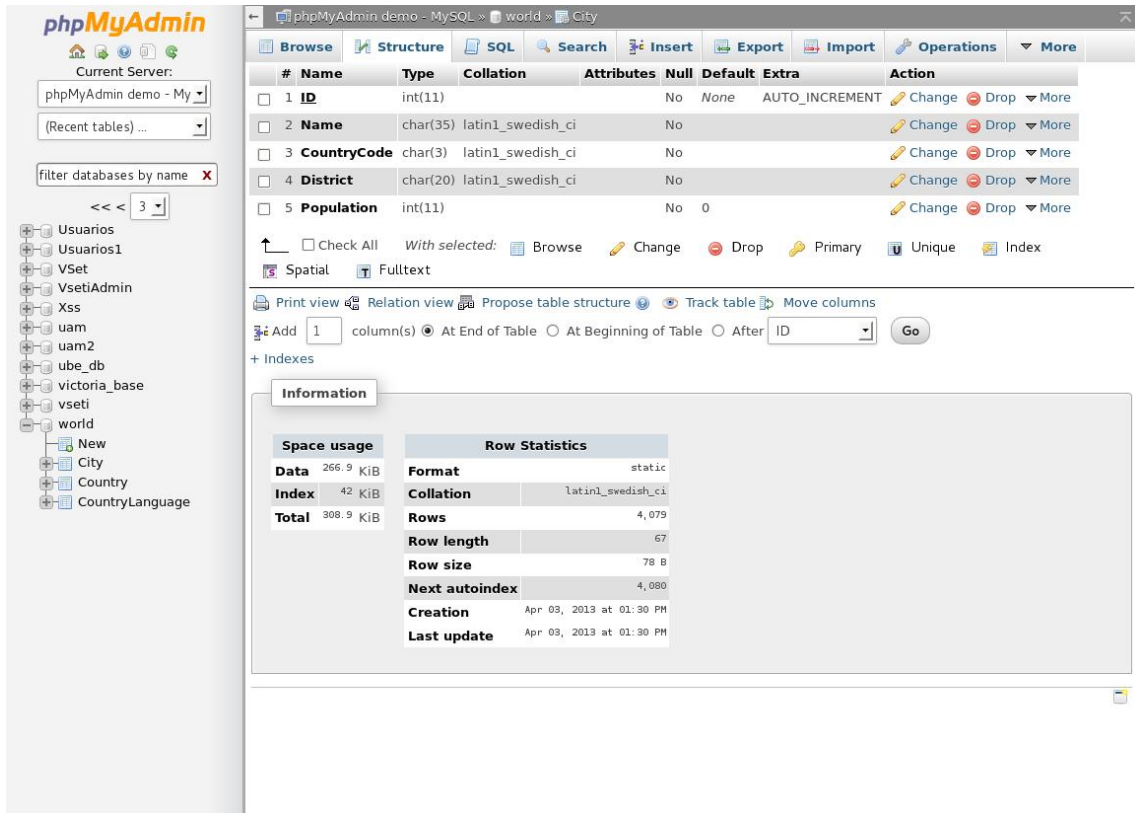 phpMyAdmin
Current Server:
phpMyAdmin demo - My
(Recent tables) ...
filter databases by name X
<< < 3
Usuarios
Usuarios1
VSet
VsetiAdmin
Xss
uam
uam2
ube_db
victoria_base
vseti
world
New
City
Country
CountryLanguage
phpMyAdmin demo - MySQL » world » City
Browse Structure SQL Search Insert Export Import Operations More
# Name Type Collation Attributes Null Default Extra Action
1 ID int(11) No None AUTO_INCREMENT Change Drop More
2 Name char(35) latin1_swedish_ci No Change Drop More
3 CountryCode char(3) latin1_swedish_ci No Change Drop More
4 District char(20) latin1_swedish_ci No Change Drop More
5 Population int(11) No 0 Change Drop More
Check All With selected: Browse Change Drop Primary Unique Index
Spatial Fulltext
Print view Relation view Propose table structure Track table Move columns
Add 1 column(s) At End of Table At Beginning of Table After ID Go
+ Indexes
Information
Space usage
Data 266.9 KiB
Index 42 KiB
Total 308.9 KiB
Row Statistics
Format static
Collation latin1_swedish_ci
Rows 4,079
Row length 67
Row size 78 B
Next autoindex 4,080
Creation Apr 03, 2013 at 01:30 PM
Last update Apr 03, 2013 at 01:30 PM